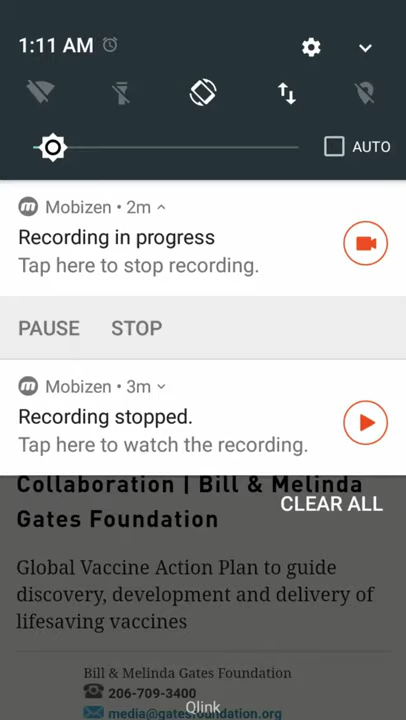 1:11 AM
AUTO
Mobizen • 2m
Recording in progress
Tap here to stop recording.
PAUSE STOP
Mobizen • 3m
Recording stopped.
Tap here to watch the recording.
Collaboration | Bill & Melinda
CLEAR ALL
Gates Foundation
Global Vaccine Action Plan to guide
discovery, development and delivery of
lifesaving vaccines
Bill & Melinda Gates Foundation
206-709-3400
Qlink
media@gatesfoundation.org